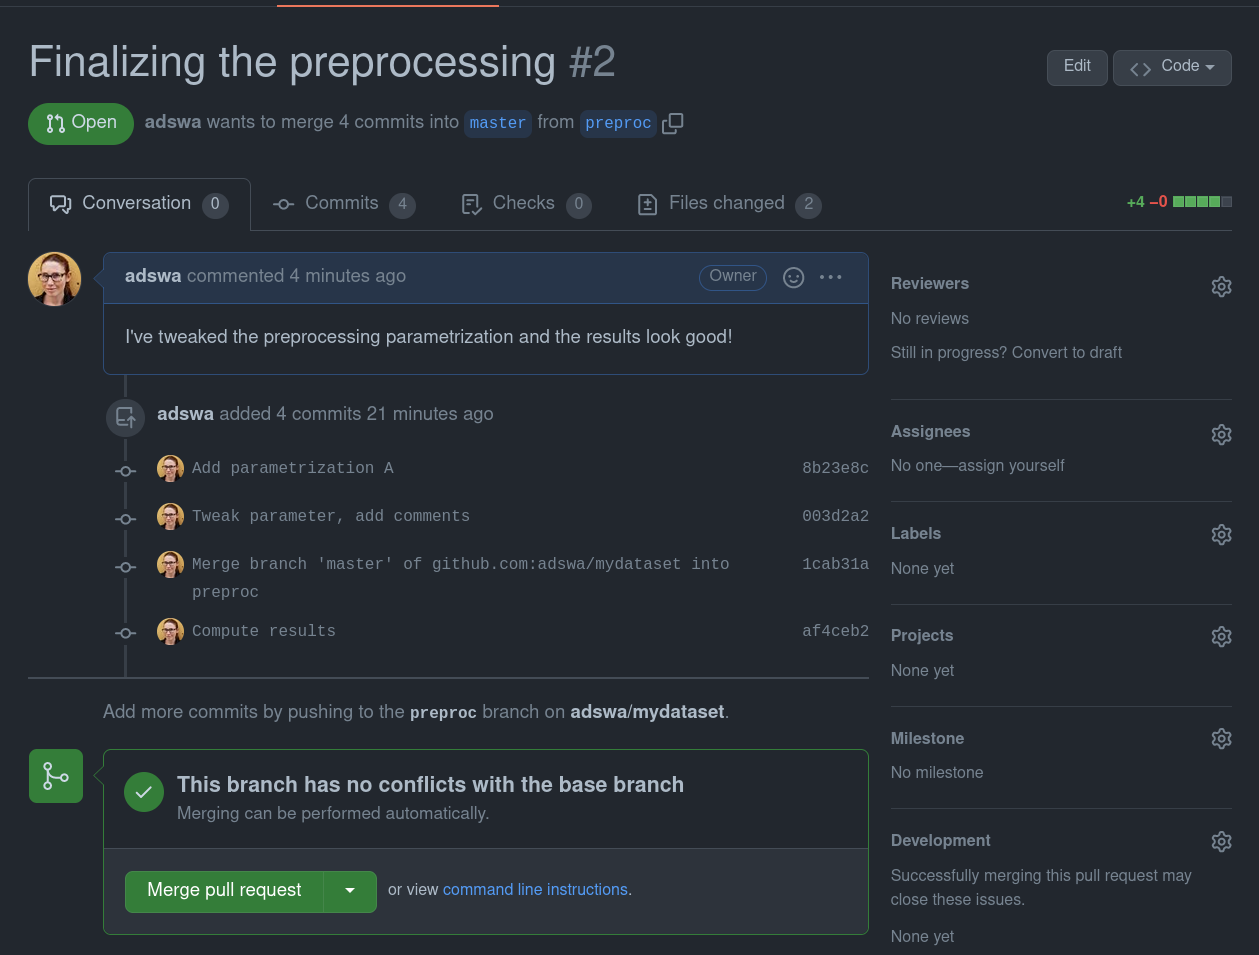 Finalizing the preprocessing #2
Edit
<> Code
Open
adswa wants to merge 4 commits into master from preproc
Conversation 0
Commits 4
Checks 0
Files changed 2
+4 −0
adswa commented 4 minutes ago
Owner
I've tweaked the preprocessing parametrization and the results look good!
adswa added 4 commits 21 minutes ago
Add parametrization A 8b23e8c
Tweak parameter, add comments 003d2a2
Merge branch 'master' of github.com:adswa/mydataset into 1cab31a
preproc
Compute results af4ceb2
Add more commits by pushing to the preproc branch on adswa/mydataset.
This branch has no conflicts with the base branch
Merging can be performed automatically.
Merge pull request
or view command line instructions.
Reviewers
No reviews
Still in progress? Convert to draft
Assignees
No one—assign yourself
Labels
None yet
Projects
None yet
Milestone
No milestone
Development
Successfully merging this pull request may
close these issues.
None yet